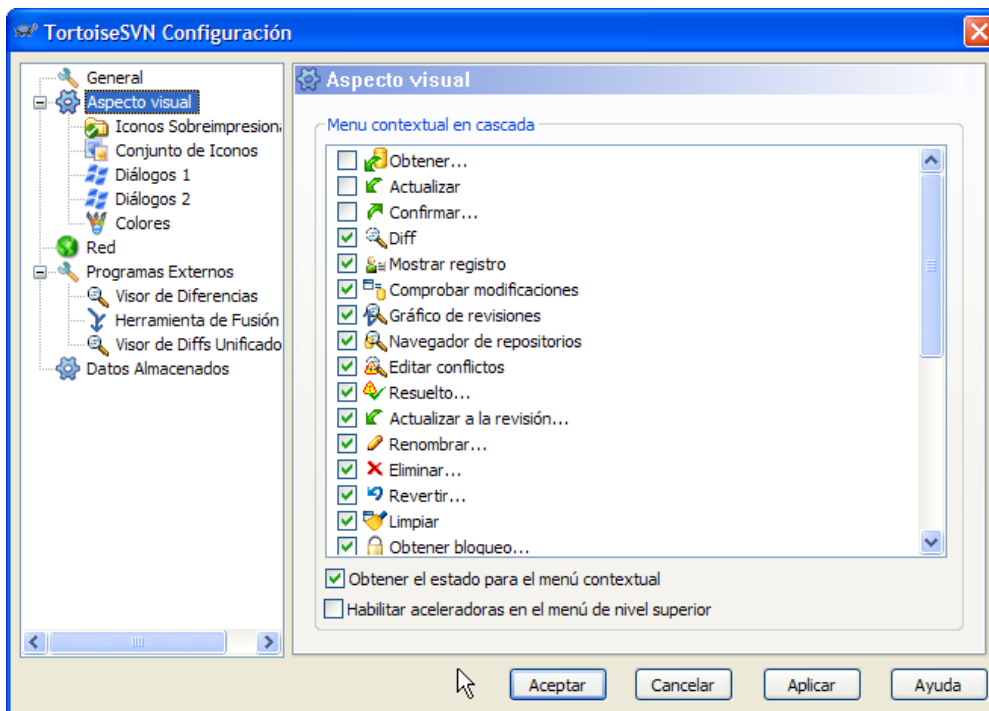 TortoiseSVN Configuración
General
Aspecto visual
Iconos Sobreimpresion
Conjunto de Iconos
Diálogos 1
Diálogos 2
Colores
Red
Programas Externos
Visor de Diferencias
Herramienta de Fusión
Visor de Diffs Unificado
Datos Almacenados
Aspecto visual
Menu contextual en cascada
Obtener...
Actualizar
Confirmar...
Diff
Mostrar registro
Comprobar modificaciones
Gráfico de revisiones
Navegador de repositorios
Editar conflictos
Resuelto...
Actualizar a la revisión...
Renombrar...
Eliminar...
Revertir...
Limpiar
Obtener bloqueo...
Obtener el estado para el menú contextual
Habilitar aceleradoras en el menú de nivel superior
Aceptar
Cancelar
Aplicar
Ayuda